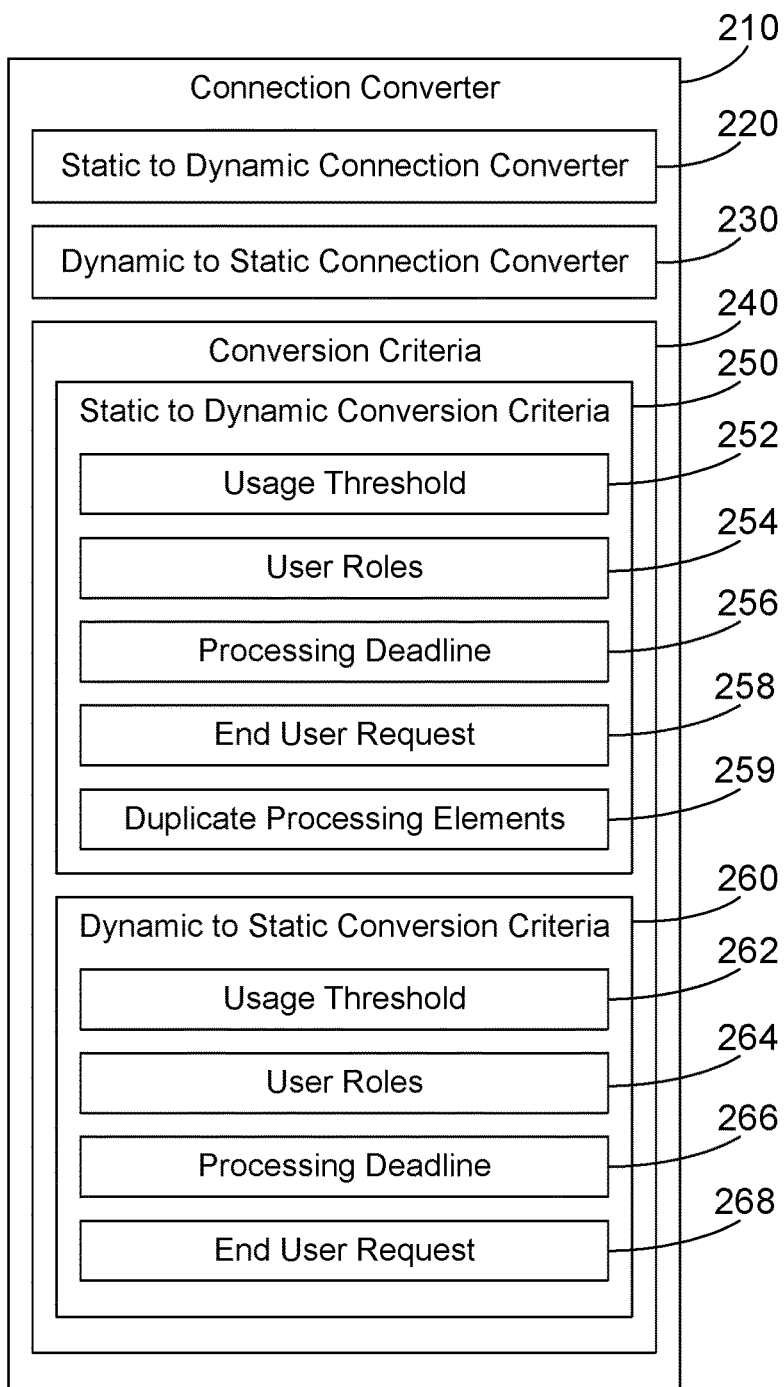 210
Connection Converter
220
Static to Dynamic Connection Converter
230
Dynamic to Static Connection Converter
240
Conversion Criteria
250
Static to Dynamic Conversion Criteria
252
Usage Threshold
254
User Roles
256
Processing Deadline
258
End User Request
259
Duplicate Processing Elements
260
Dynamic to Static Conversion Criteria
262
Usage Threshold
264
User Roles
266
Processing Deadline
268
End User Request